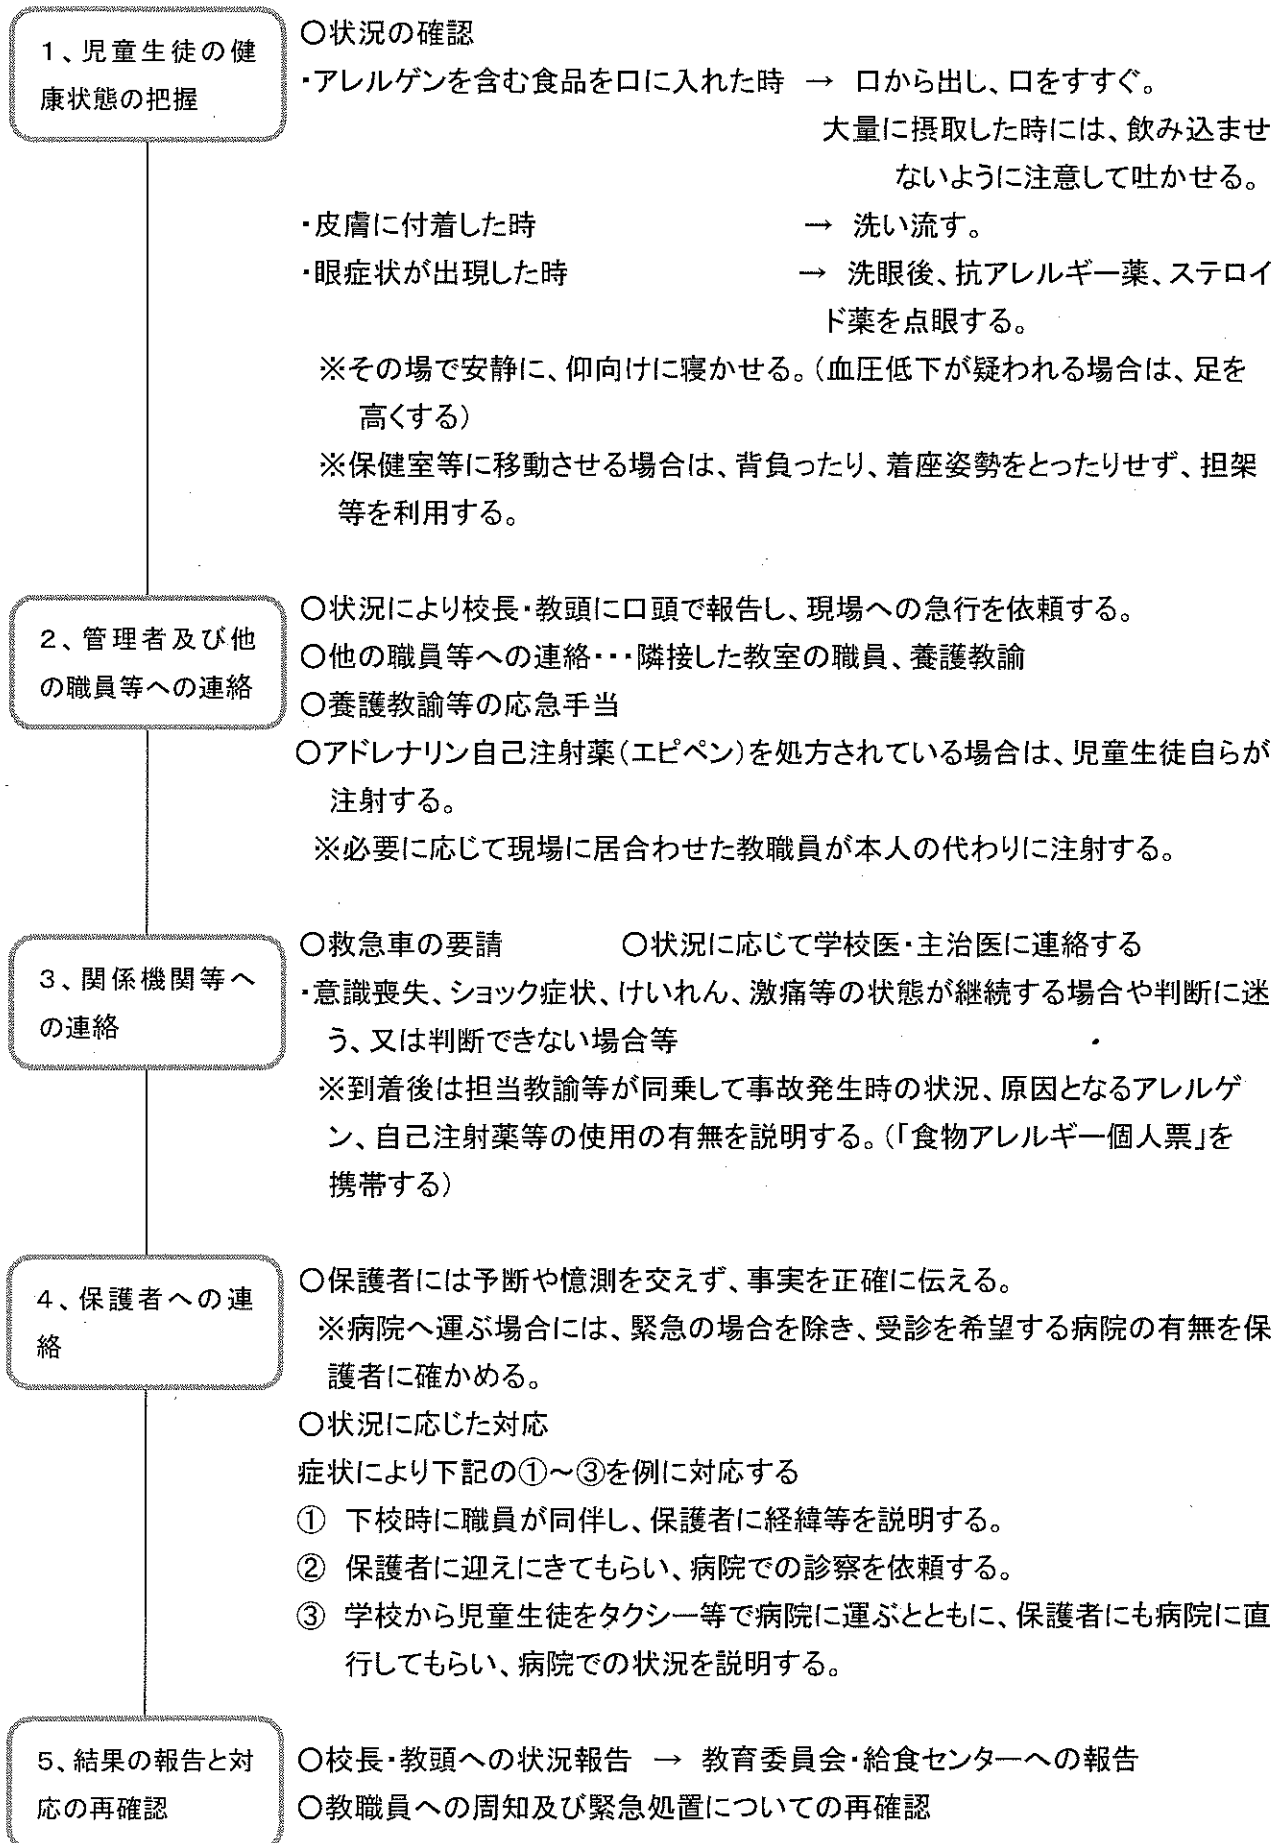 1、児童生徒の健
康状態の把握
○状況の確認
・アレルゲンを含む食品を口に入れた時 → 口から出し、口をすすぐ。
大量に摂取した時には、飲み込ませ
ないように注意して吐かせる。
・皮膚に付着した時 → 洗い流す。
・眼症状が出現した時 → 洗眼後、抗アレルギー薬、ステロイ
ド薬を点眼する。
※その場で安静に、仰向けに寝かせる。(血圧低下が疑われる場合は、足を
高くする)
※保健室等に移動させる場合は、背負ったり、着座姿勢をとったりせず、担架
等を利用する。
2、管理者及び他
の職員等への連絡
○状況により校長・教頭に口頭で報告し、現場への急行を依頼する。
○他の職員等への連絡・・・隣接した教室の職員、養護教諭
○養護教諭等の応急手当
○アドレナリン自己注射薬(エピペン)を処方されている場合は、児童生徒自らが
注射する。
※必要に応じて現場に居合わせた教職員が本人の代わりに注射する。
3、関係機関等へ
の連絡
○救急車の要請 ○状況に応じて学校医・主治医に連絡する
・意識喪失、ショック症状、けいれん、激痛等の状態が継続する場合や判断に迷
う、又は判断できない場合等
※到着後は担当教諭等が同乗して事故発生時の状況、原因となるアレルゲ
ン、自己注射薬等の使用の有無を説明する。(「食物アレルギー個人票」を
携帯する)
4、保護者への連
絡
○保護者には予断や憶測を交えず、事実を正確に伝える。
※病院へ運ぶ場合には、緊急の場合を除き、受診を希望する病院の有無を保
護者に確かめる。
○状況に応じた対応
症状により下記の①~③を例に対応する
① 下校時に職員が同伴し、保護者に経緯等を説明する。
② 保護者に迎えにきてもらい、病院での診察を依頼する。
③ 学校から児童生徒をタクシー等で病院に運ぶとともに、保護者にも病院に直
行してもらい、病院での状況を説明する。
5、結果の報告と対
応の再確認
○校長・教頭への状況報告 → 教育委員会・給食センターへの報告
○教職員への周知及び緊急処置についての再確認